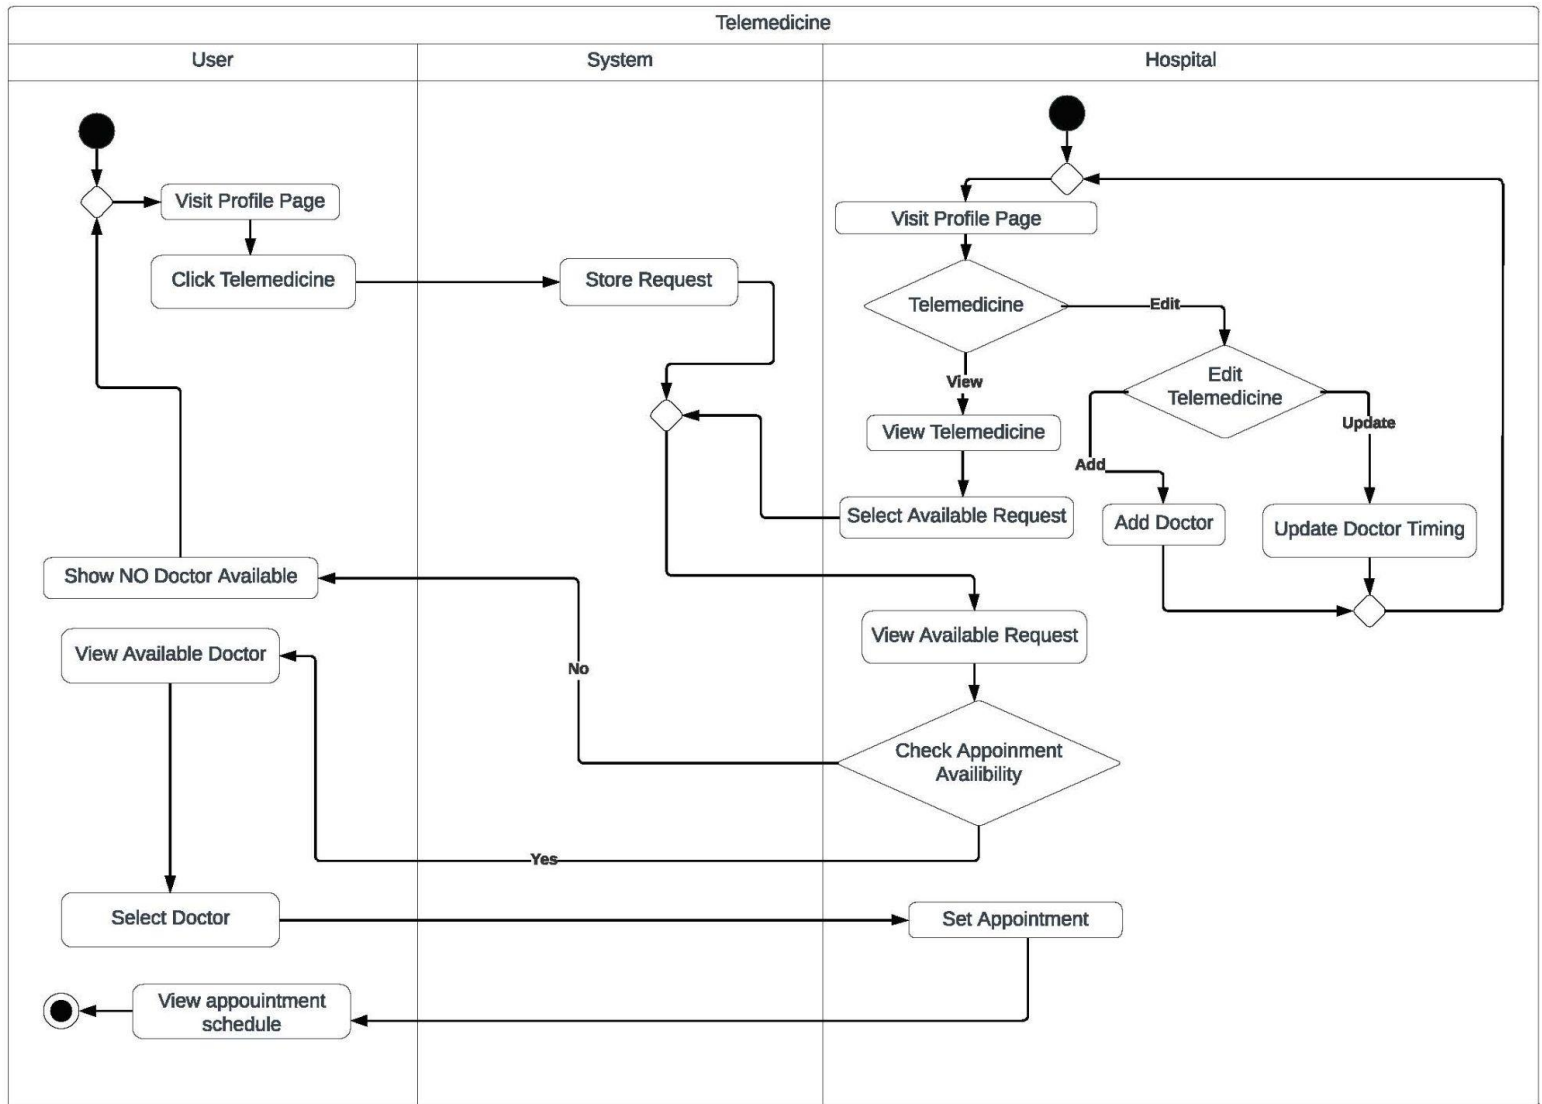 Telemedicine
User
System
Hospital
Visit Profile Page
Click Telemedicine
Store Request
Visit Profile Page
Telemedicine
Edit
View
Edit
Telemedicine
View Telemedicine
Update
Add
Select Available Request
Add Doctor
Update Doctor Timing
Show NO Doctor Available
View Available Doctor
View Available Request
No
Check Appoinment
Availibility
Yes
Select Doctor
Set Appointment
View appouintment
schedule